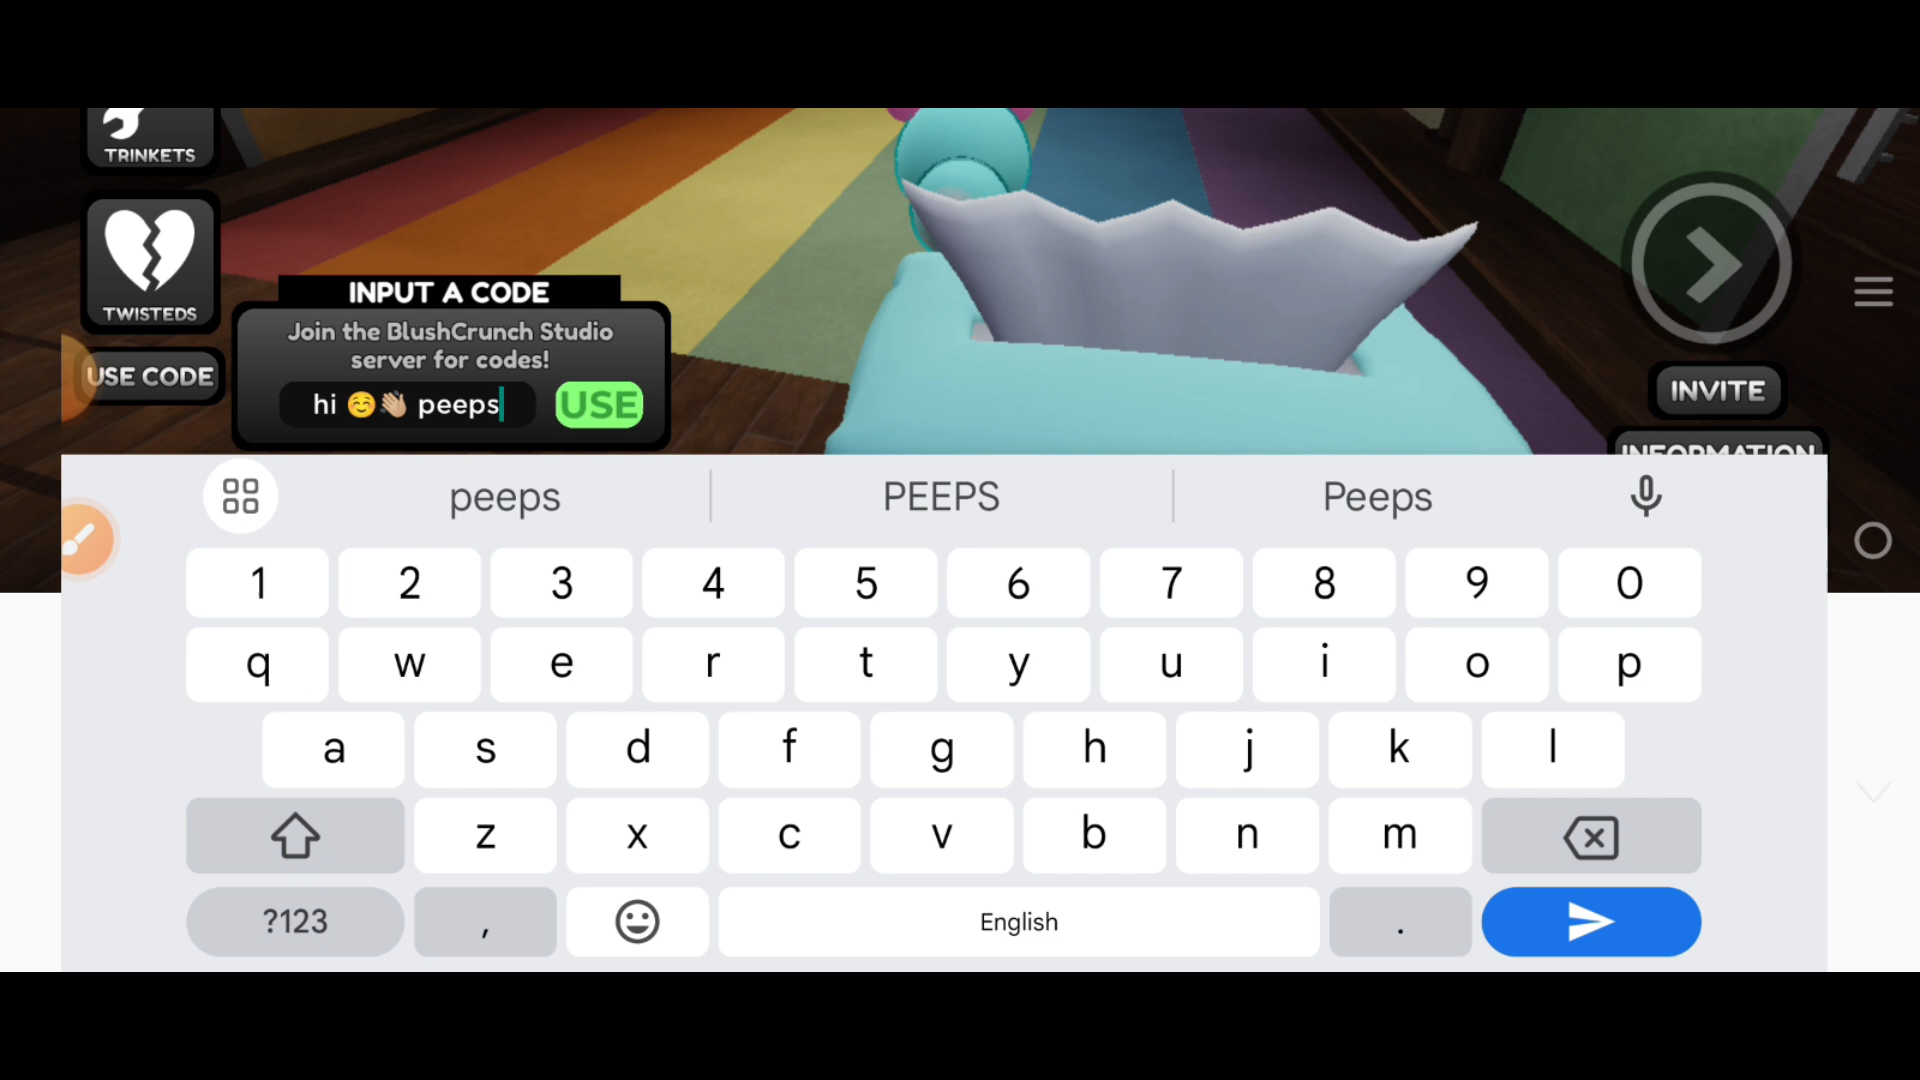 TRINKETS
TWISTEDS
USE CODE
INPUT A CODE
Join the BlushCrunch Studio
server for codes!
hi ☺️👋🏼 peeps
USE
INVITE
INFORMATION
peeps PEEPS Peeps
1 2 3 4 5 6 7 8 9 0
q w e r t y u i o p
a s d f g h j k l
z x c v b n m
?123 , English .